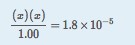 (x)(x)
1.00 = 1.8 × 10⁻⁵